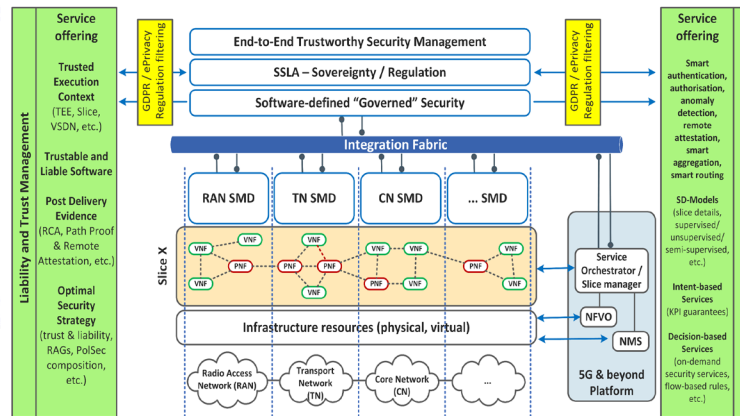 Liability and Trust Management
Service
offering
Trusted
Execution
Context
(TEE, Slice,
VSDN, etc.)
Trustable and
Liable Software
Post Delivery
Evidence
(RCA, Path Proof
& Remote
Attestation, etc.)
Optimal
Security
Strategy
(trust & liability,
RAGs, PolSec
composition,
etc.)
GDPR / ePrivacy
Regulation filtering
End-to-End Trustworthy Security Management
SSLA – Sovereignty / Regulation
Software-defined “Governed” Security
GDPR / ePrivacy
Regulation filtering
Integration Fabric
RAN SMD
TN SMD
CN SMD
... SMD
Slice X
VNF
VNF
PNF
VNF
VNF
PNF
PNF
VNF
VNF
VNF
PNF
VNF
PNF
VNF
VNF
Infrastructure resources (physical, virtual)
Radio Access
Network (RAN)
Transport
Network
(TN)
Core Network
(CN)
...
Service
Orchestrator /
Slice manager
NFVO
NMS
5G & beyond
Platform
Service
offering
Smart
authentication,
authorisation,
anomaly
detection,
remote
attestation,
smart
aggregation,
smart routing
SD-Models
(slice details,
supervised/
unsupervised/
semi-supervised,
etc.)
Intent-based
Services
(KPI guarantees)
Decision-based
Services
(on-demand
security services,
flow-based rules,
etc.)